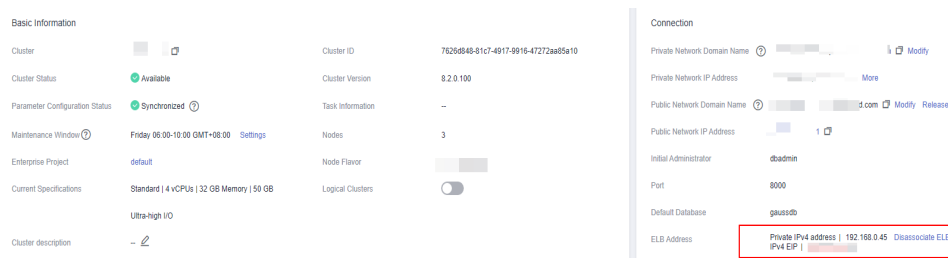 Basic Information
Cluster
Cluster ID 7626d848-81c7-4917-9916-47272aa85a10
Cluster Status Available
Cluster Version 8.2.0.100
Parameter Configuration Status Synchronized
Task Information --
Maintenance Window Friday 06:00-10:00 GMT+08:00 Settings
Nodes 3
Enterprise Project default
Node Flavor
Current Specifications Standard | 4 vCPUs | 32 GB Memory | 50 GB
Ultra-high I/O
Logical Clusters
Cluster description --
Connection
Private Network Domain Name Modify
Private Network IP Address More
Public Network Domain Name d.com Modify Release
Public Network IP Address 1
Initial Administrator dbadmin
Port 8000
Default Database gaussdb
ELB Address Private IPv4 address | 192.168.0.45 Disassociate ELB
IPv4 EIP |